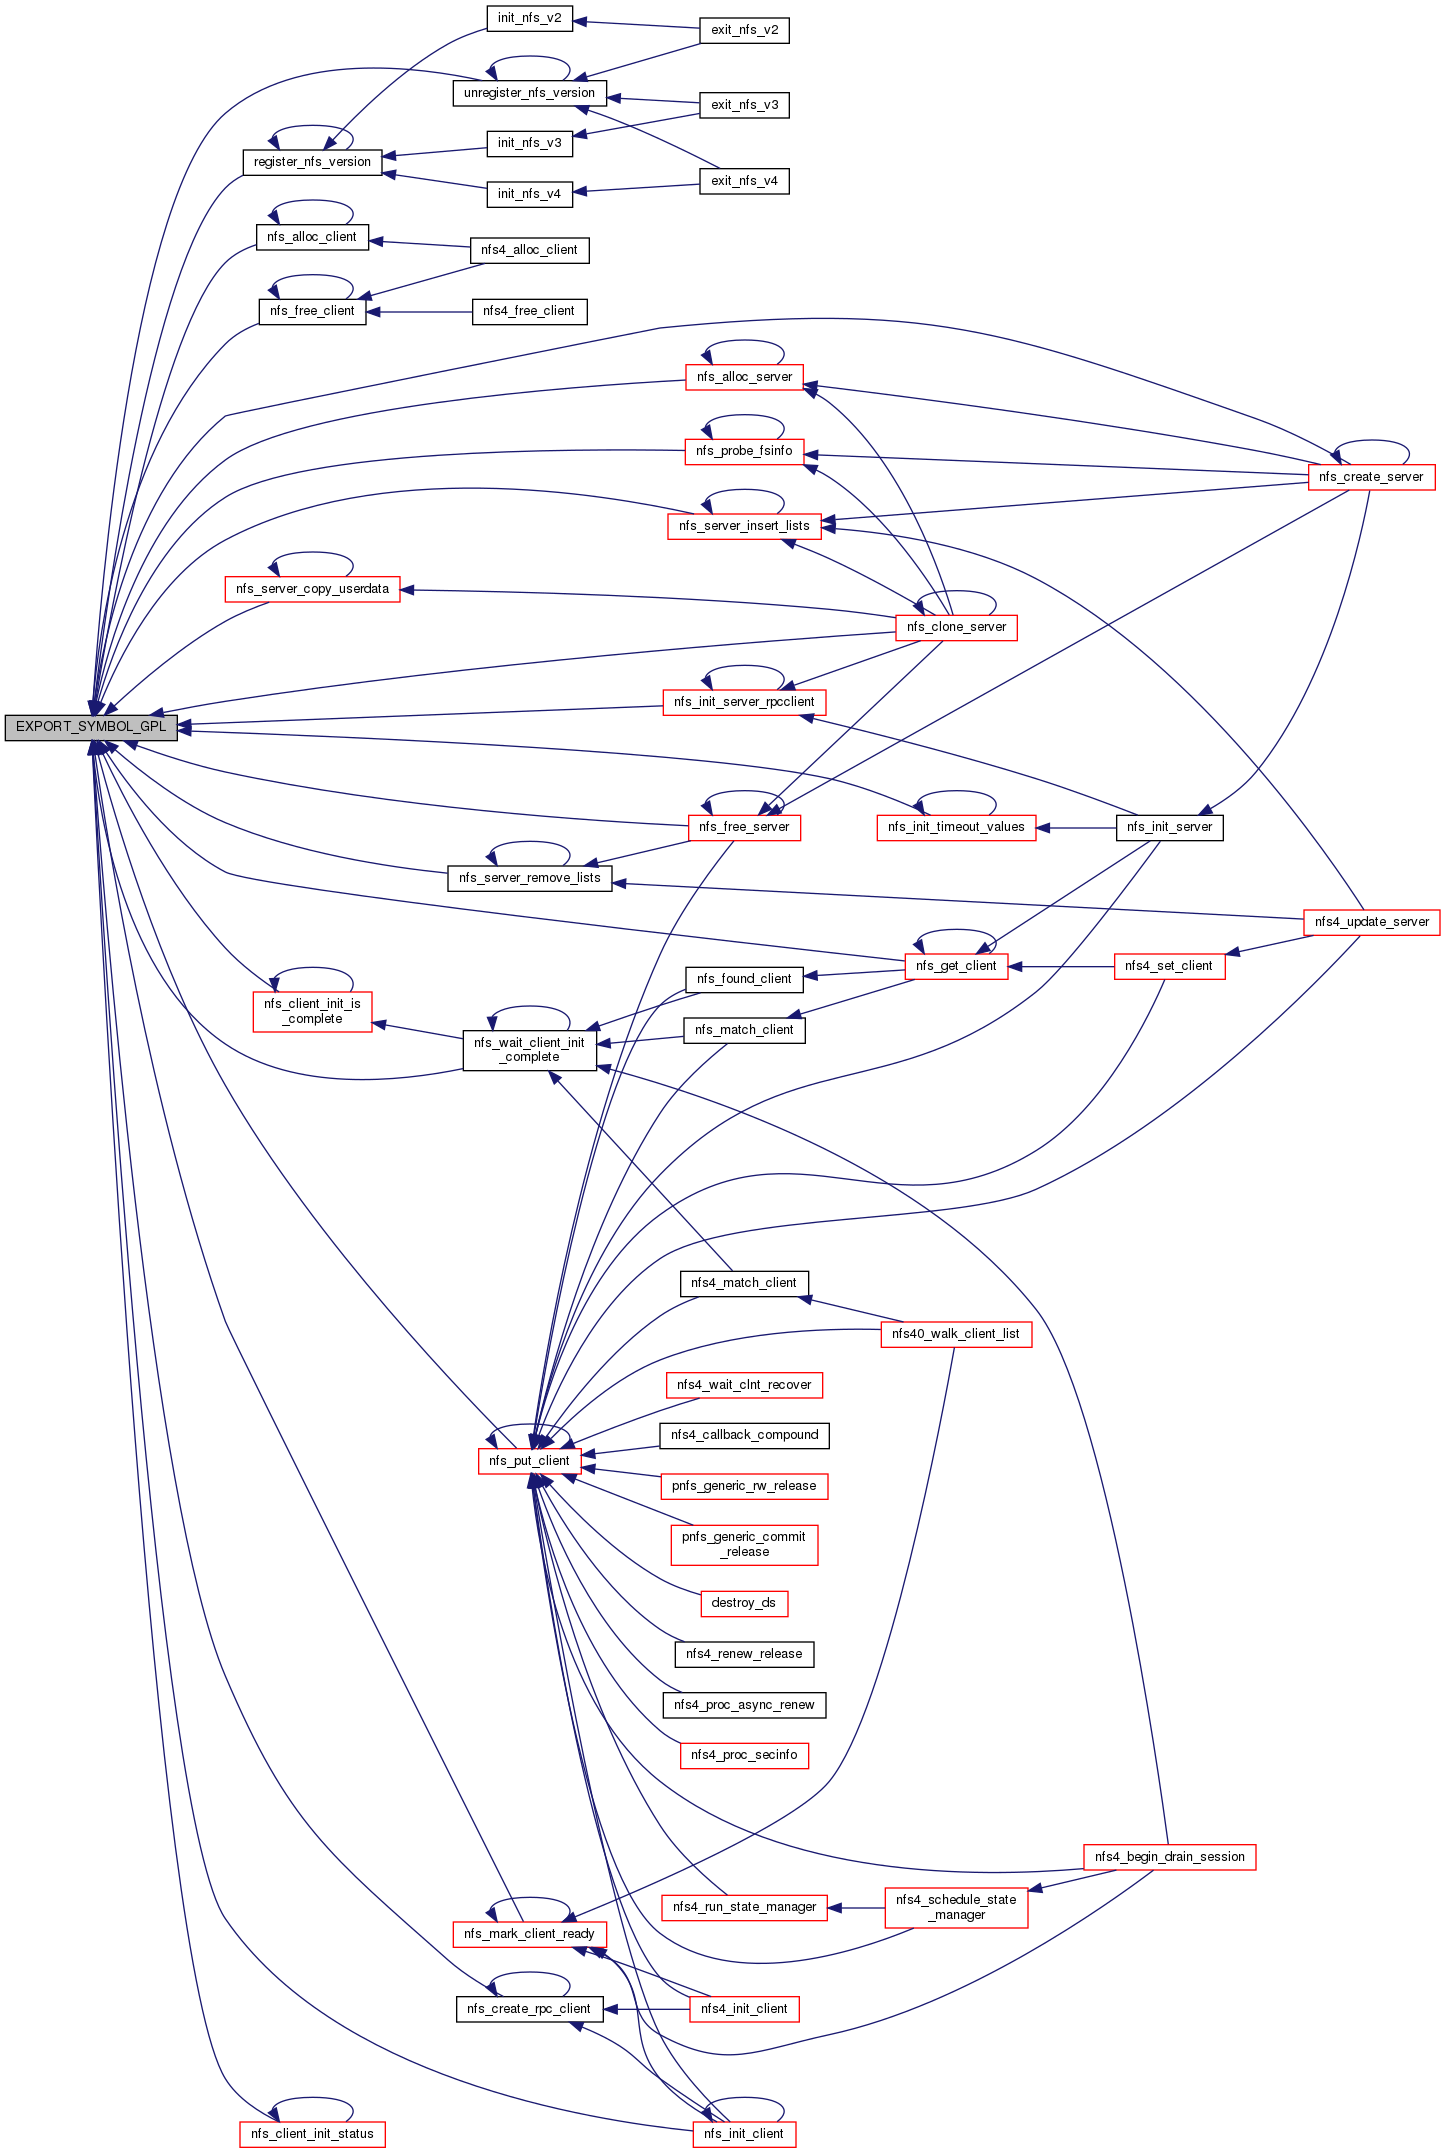 init_nfs_v2
exit_nfs_v2
unregister_nfs_version
exit_nfs_v3
init_nfs_v3
register_nfs_version
exit_nfs_v4
init_nfs_v4
nfs_alloc_client
nfs4_alloc_client
nfs_free_client
nfs4_free_client
nfs_alloc_server
nfs_probe_fsinfo
nfs_create_server
nfs_server_insert_lists
nfs_server_copy_userdata
nfs_clone_server
nfs_init_server_rpcclient
EXPORT_SYMBOL_GPL
nfs_free_server
nfs_init_timeout_values
nfs_init_server
nfs_server_remove_lists
nfs4_update_server
nfs_get_client
nfs4_set_client
nfs_found_client
nfs_client_init_is
_complete
nfs_match_client
nfs_wait_client_init
_complete
nfs4_match_client
nfs40_walk_client_list
nfs4_wait_clnt_recover
nfs4_callback_compound
nfs_put_client
pnfs_generic_rw_release
pnfs_generic_commit
_release
destroy_ds
nfs4_renew_release
nfs4_proc_async_renew
nfs4_proc_secinfo
nfs4_begin_drain_session
nfs4_run_state_manager
nfs4_schedule_state
_manager
nfs_mark_client_ready
nfs_create_rpc_client
nfs4_init_client
nfs_client_init_status
nfs_init_client